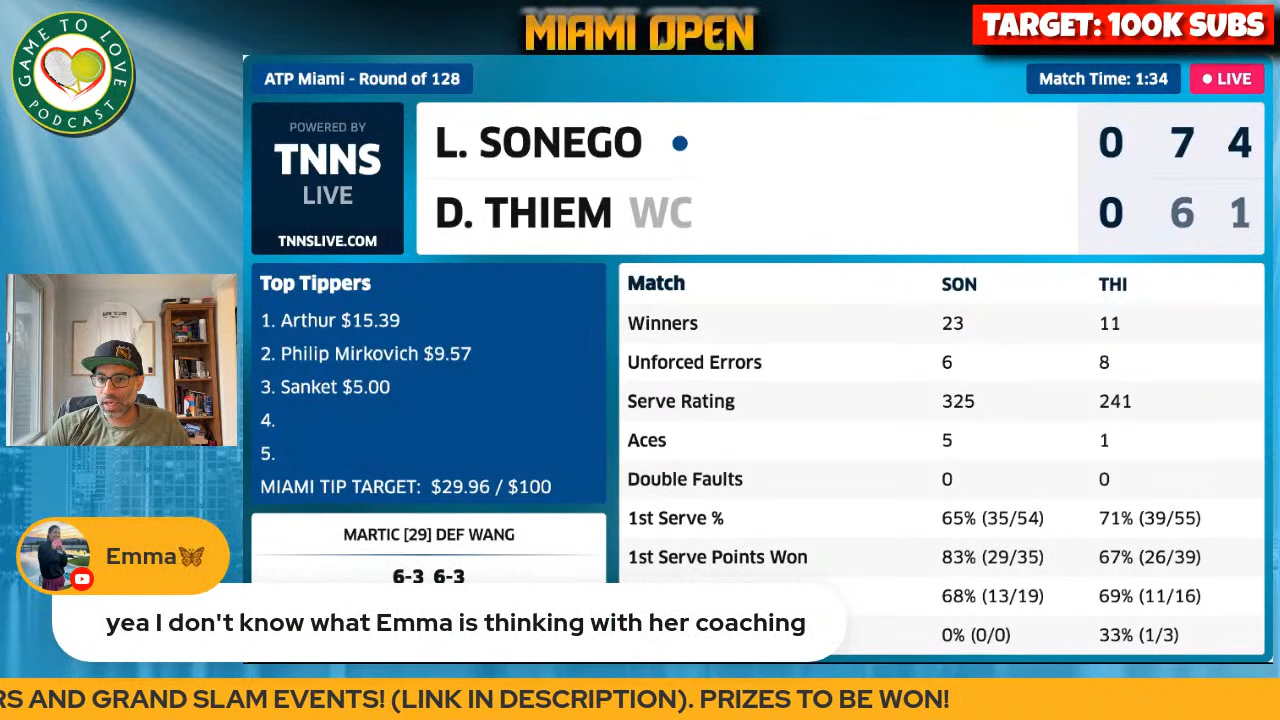 GAME TO LOVE
PODCAST
MIAMI OPEN
TARGET: 100K SUBS
ATP Miami - Round of 128
Match Time: 1:34
LIVE
POWERED BY
TNNS
LIVE
TNNSLIVE.COM
L. SONEGO 0 7 4
D. THIEM WC 0 6 1
Top Tippers
1. Arthur $15.39
2. Philip Mirkovich $9.57
3. Sanket $5.00
4.
5.
MIAMI TIP TARGET: $29.96 / $100
MARTIC [29] DEF WANG
6-3 6-3
Match SON THI
Winners 23 11
Unforced Errors 6 8
Serve Rating 325 241
Aces 5 1
Double Faults 0 0
1st Serve % 65% (35/54) 71% (39/55)
1st Serve Points Won 83% (29/35) 67% (26/39)
68% (13/19) 69% (11/16)
0% (0/0) 33% (1/3)
Emma🦋
yea I don't know what Emma is thinking with her coaching
RS AND GRAND SLAM EVENTS! (LINK IN DESCRIPTION). PRIZES TO BE WON!